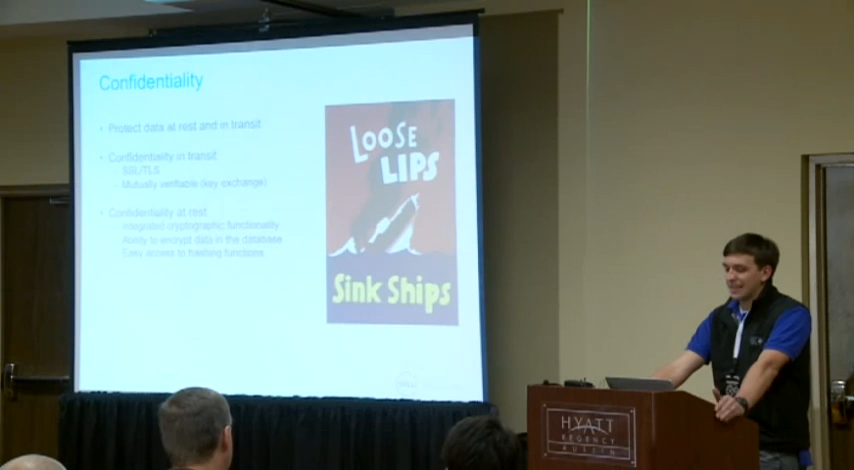 Confidentiality
Protect data at rest and in transit
Confidentiality in transit
SSL/TLS
Mutually verifiable (key exchange)
Confidentiality at rest
Integrated cryptographic functionality
Ability to encrypt data in the database
Easy access to hashing functions
LOOSE
LIPS
Sink Ships
HYATT
REGENCY
AUSTIN